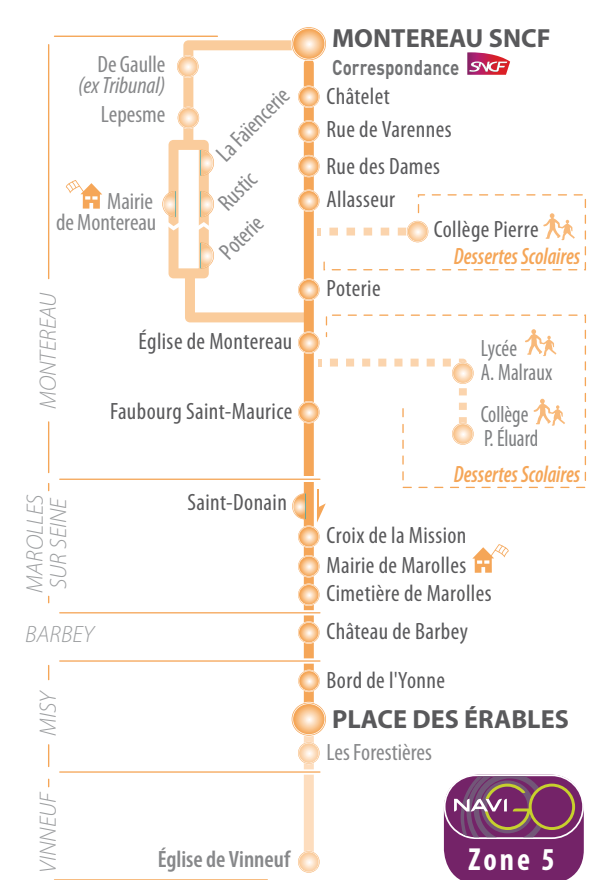 MONTEREAU SNCF
Correspondance SNCF
De Gaulle
(ex Tribunal)
Lepesme
La Faïencerie
Rustic
Poterie
Mairie
de Montereau
Châtelet
Rue de Varennes
Rue des Dames
Allasseur
Collège Pierre
Dessertes Scolaires
Poterie
Église de Montereau
Lycée
A. Malraux
Collège
P. Éluard
Dessertes Scolaires
Faubourg Saint-Maurice
MONTEREAU
Saint-Donain
Croix de la Mission
Mairie de Marolles
Cimetière de Marolles
MAROLLES
SUR SEINE
Château de Barbey
BARBEY
Bord de l'Yonne
PLACE DES ÉRABLES
Les Forestières
MISY
Église de Vinneuf
VINNEUF
NAVIGO
Zone 5